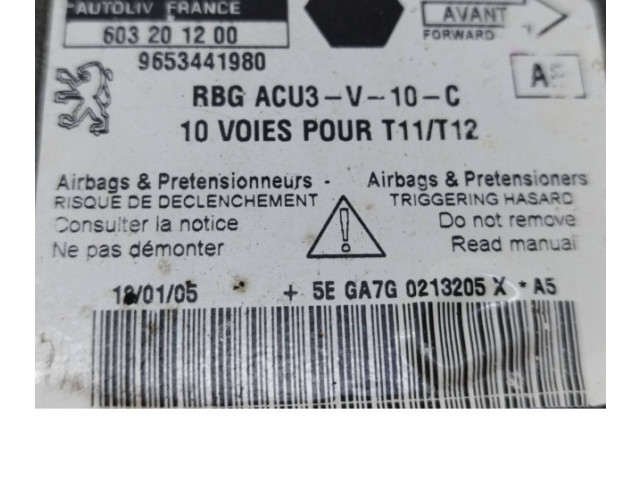 AUTOLIV FRANCE
603 20 12 00
9653441980
AVANT
FORWARD
RBG ACU3-V-10-C
10 VOIES POUR T11/T12
Airbags & Pretensionneurs -
RISQUE DE DECLENCHEMENT
Consulter la notice
Ne pas démonter
Airbags & Pretensioners
TRIGGERING HASARD
Do not remove
Read manual
+ 5E GA7G 0213205 X * A5